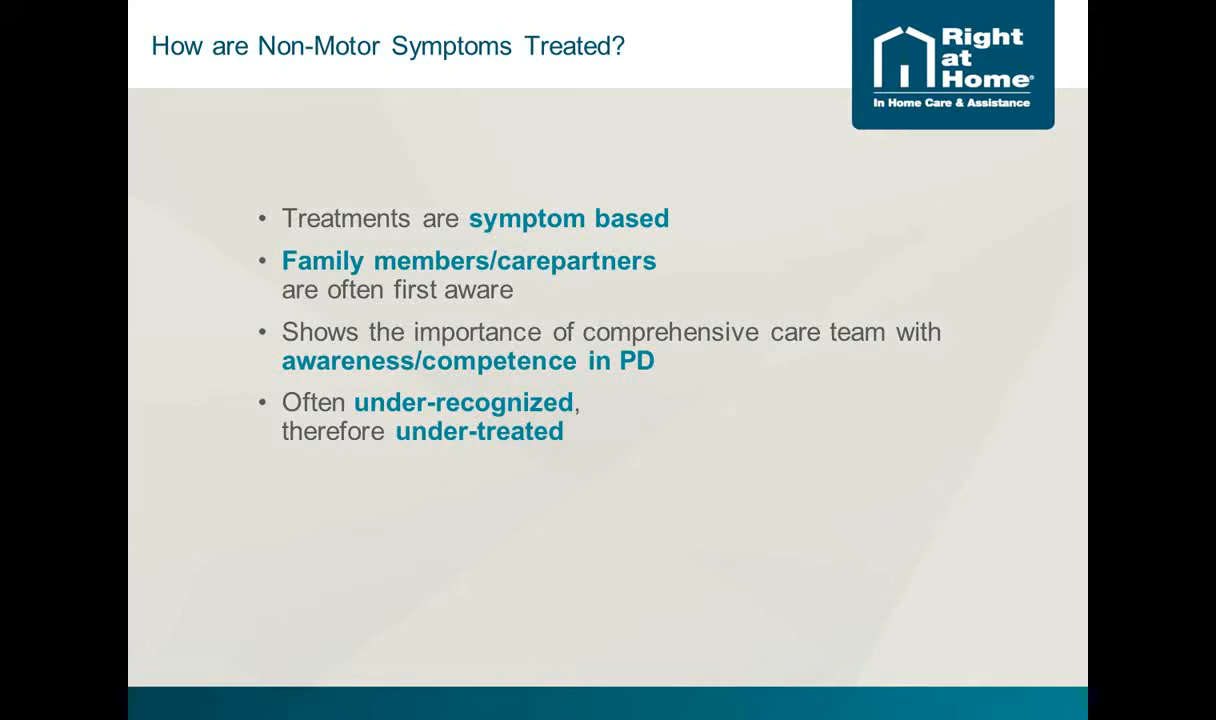 How are Non-Motor Symptoms Treated?
Right
at
Home®
In Home Care & Assistance
• Treatments are symptom based
• Family members/carepartners
are often first aware
• Shows the importance of comprehensive care team with
awareness/competence in PD
• Often under-recognized,
therefore under-treated